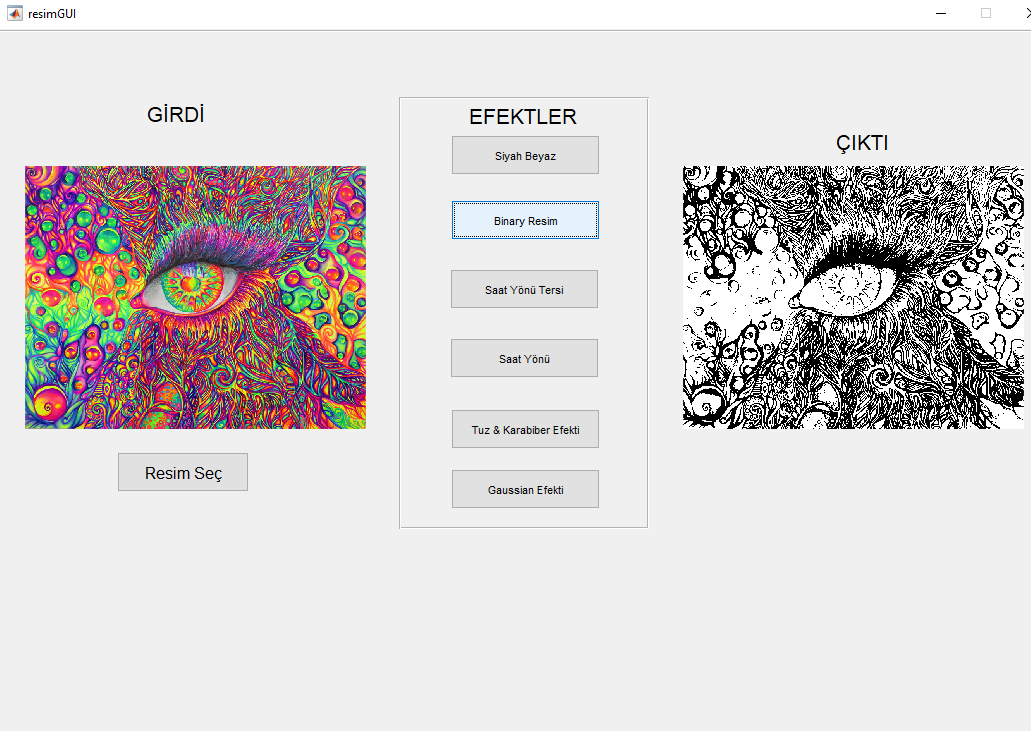 resimGUI
GİRDİ
Resim Seç
EFEKTLER
Siyah Beyaz
Binary Resim
Saat Yönü Tersi
Saat Yönü
Tuz & Karabiber Efekti
Gaussian Efekti
ÇIKTI